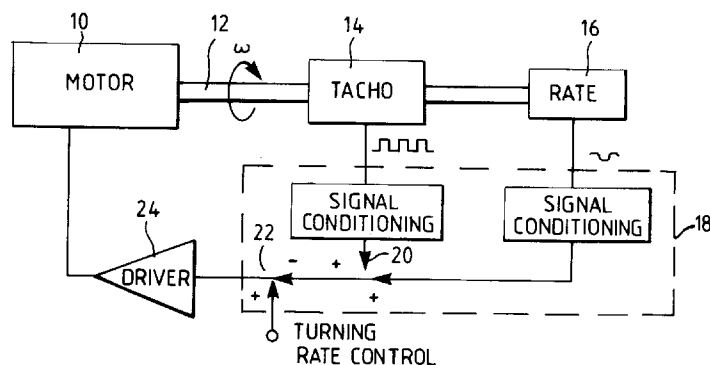 10
12
14
16
ω
MOTOR
TACHO
RATE
SIGNAL
CONDITIONING
SIGNAL
CONDITIONING
18
24
22
20
DRIVER
-
+
+
+
TURNING
RATE CONTROL